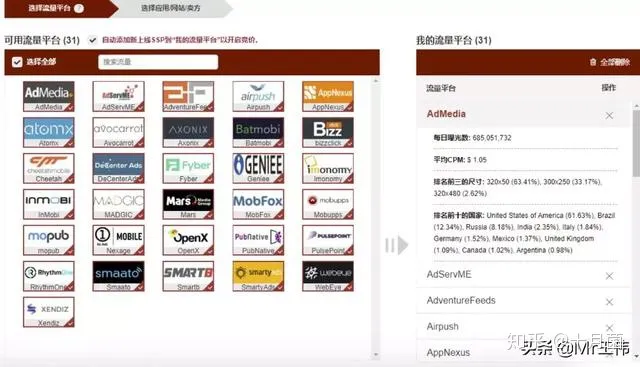 选择流量平台 ?
选择应用/网站/卖方
可用流量平台 (31)
自动添加新上线SSP到“我的流量平台”以开启竞价.
选择全部
搜索流量
AdMedia
AdMedia
AdServME
AdServME
AdventureFee
airpush
Airpush
AppNexus
AppNexus
atomx
Atomx
avocarrot
Avocarrot
AXONIX
Axonix
Batmobi
Batmobi
Bizz
bizzclick
cheetahmobile
Cheetah
DeCenter Ads
DeCenterAds
Fyber
Fyber
GENIEE
Geniee
imonomy
Imonomy
INMOBI
InMobi
MADGIC
MADGIC
Mars Media Group
Mars
MobFox
MobFox
mobupps
Mobupps
mopub
mopub
MOBILE
Nexage
OpenX
OpenX
PubNative
PubNative
PULSEPOINT
PulsePoint
RhythmOne
RhythmOne
smaato
Smaato
SMART8
Smart8
smartyads
SmartyAds
WEBEYE
WebEye
XENDIZ
Xendiz
我的流量平台 (31)
全部删除
流量平台 操作
AdMedia
每日曝光数: 685,051,732
平均CPM: $ 1.05
排名前三的尺寸: 320x50 (63.41%), 300x250 (33.17%),
320x480 (2.62%)
排名前十的国家: United States of America (61.63%), Brazil
(12.34%), Russia (8.18%), India (2.35%), Italy (1.84%),
Germany (1.52%), Mexico (1.37%), United Kingdom
(1.09%), Canada (1.02%), Argentina (0.98%)
AdServME
AdventureFeeds
Airpush
AppNexus
知乎 @十月菌
头条 @Mr王伟